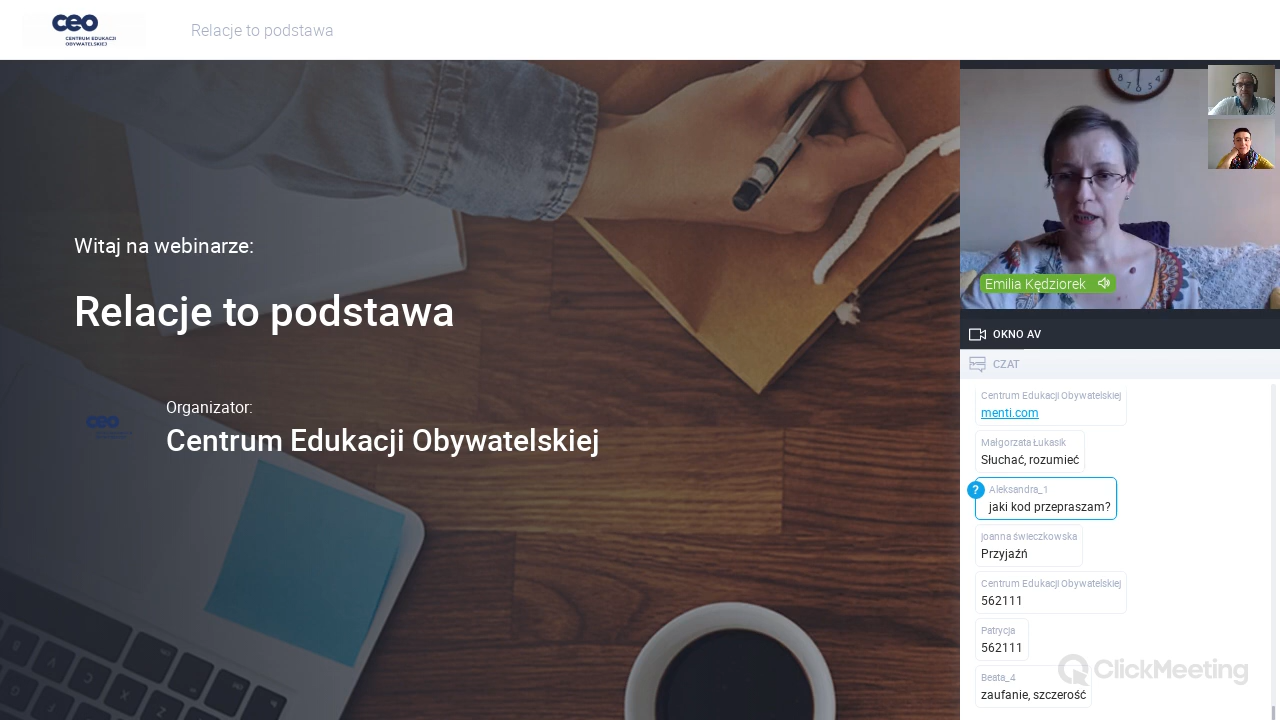 ceo
CENTRUM EDUKACJI
OBYWATELSKIEJ
Relacje to podstawa
Witaj na webinarze:
Relacje to podstawa
Organizator:
ceo
Centrum Edukacji Obywatelskiej
Emilia Kędziorek
OKNO AV
CZAT
Centrum Edukacji Obywatelskiej
menti.com
Małgorzata Łukasik
Słuchać, rozumieć
?
Aleksandra_1
jaki kod przepraszam?
joanna świeczkowska
Przyjaźń
Centrum Edukacji Obywatelskiej
562111
Patrycja
562111
Beata_4
zaufanie, szczerość
ClickMeeting